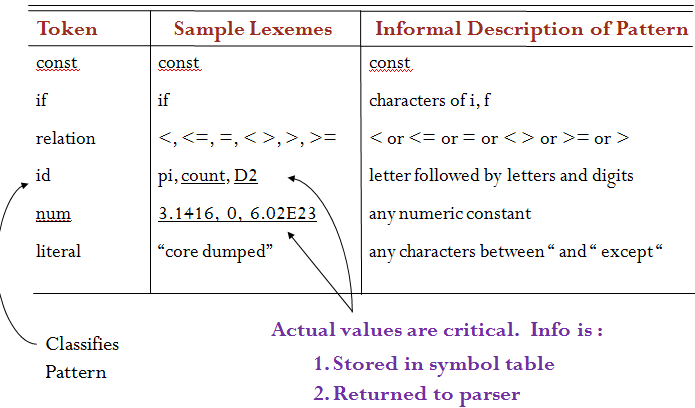 Token Sample Lexemes Informal Description of Pattern
const const const
if if characters of i, f
relation <, <=, =, < >, >, >= < or <= or = or < > or >= or >
id pi, count, D2 letter followed by letters and digits
num 3.1416, 0, 6.02E23 any numeric constant
literal “core dumped” any characters between “ and “ except “
Actual values are critical. Info is :
Classifies
Pattern
1. Stored in symbol table
2. Returned to parser